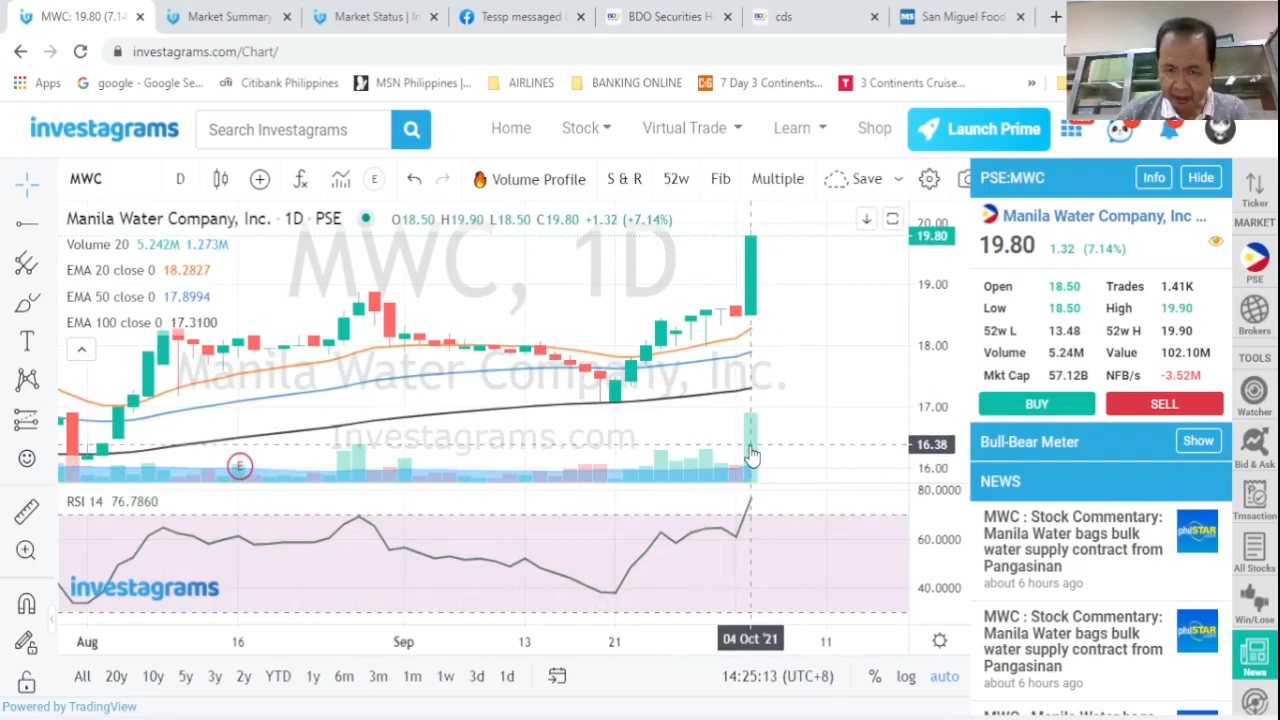 MWC: 19.80 (7.14
Market Summary
Market Status | In
Tessp messaged
BDO Securities H
cds
San Miguel Food
investagrams.com/Chart/
Apps
google - Google Se...
Citibank Philippines
MSN Philippines |...
AIRLINES
BANKING ONLINE
7 Day 3 Continents...
3 Continents Cruise...
»
investagrams
Search Investagrams
Home
Stock
Virtual Trade
Learn
Shop
Launch Prime
MWC
D
E
Volume Profile
S & R
52w
Fib
Multiple
Save
PSE:MWC
Info
Hide
Ticker
Manila Water Company, Inc. · 1D · PSE
O18.50 H19.90 L18.50 C19.80 +1.32 (+7.14%)
Volume 20 5.242M 1.273M
EMA 20 close 0 18.2827
EMA 50 close 0 17.8994
EMA 100 close 0 17.3100
MWC, 1D
Manila Water Company, Inc.
Investagrams.com
E
20.00
19.80
19.00
18.00
17.00
16.38
16.00
80.0000
60.0000
40.0000
RSI 14 76.7860
investagrams
Aug
16
Sep
13
21
04 Oct '21
11
All
20y
10y
5y
3y
2y
YTD
1y
6m
3m
1m
1w
3d
1d
14:25:13 (UTC+8)
%
log
auto
Powered by TradingView
Manila Water Company, Inc ...
19.80 1.32 (7.14%)
Open 18.50 Trades 1.41K
Low 18.50 High 19.90
52w L 13.48 52w H 19.90
Volume 5.24M Value 102.10M
Mkt Cap 57.12B NFB/s -3.52M
BUY
SELL
Bull-Bear Meter
Show
NEWS
MWC : Stock Commentary:
Manila Water bags bulk
water supply contract from
Pangasinan
about 6 hours ago
philSTAR
MWC : Stock Commentary:
Manila Water bags bulk
water supply contract from
Pangasinan
about 6 hours ago
philSTAR
MARKET
PSE
Brokers
TOOLS
Watcher
Bid & Ask
Trnsaction
All Stocks
Win/Lose
News